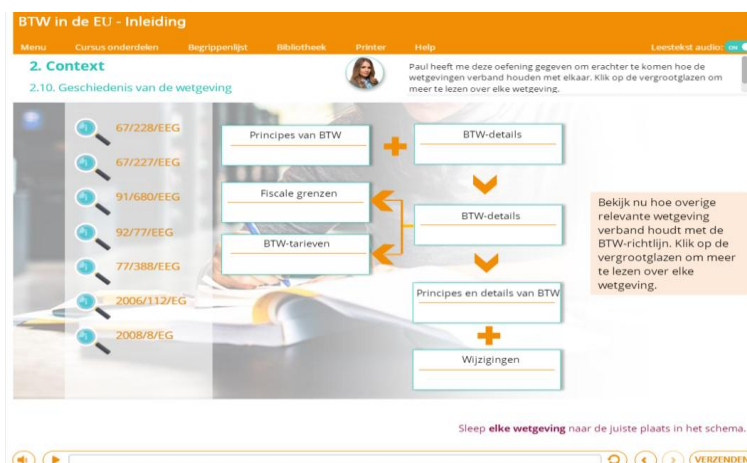 BTW in de EU - Inleiding
Menu Cursus onderdelen Begrippenlijst Bibliotheek Printer Help Leestekst audio: ON
2. Context
2.10. Geschiedenis van de wetgeving
Paul heeft me deze oefening gegeven om erachter te komen hoe de
wetgevingen verband houden met elkaar. Klik op de vergrootglazen om
meer te lezen over elke wetgeving.
67/228/EEG
67/227/EEG
91/680/EEG
92/77/EEG
77/388/EEG
2006/112/EG
2008/8/EG
Principes van BTW
BTW-details
Fiscale grenzen
BTW-details
BTW-tarieven
Principes en details van BTW
Wijzigingen
Bekijk nu hoe overige
relevante wetgeving
verband houdt met de
BTW-richtlijn. Klik op de
vergrootglazen om meer
te lezen over elke
wetgeving.
Sleep elke wetgeving naar de juiste plaats in het schema.
VERZENDEN